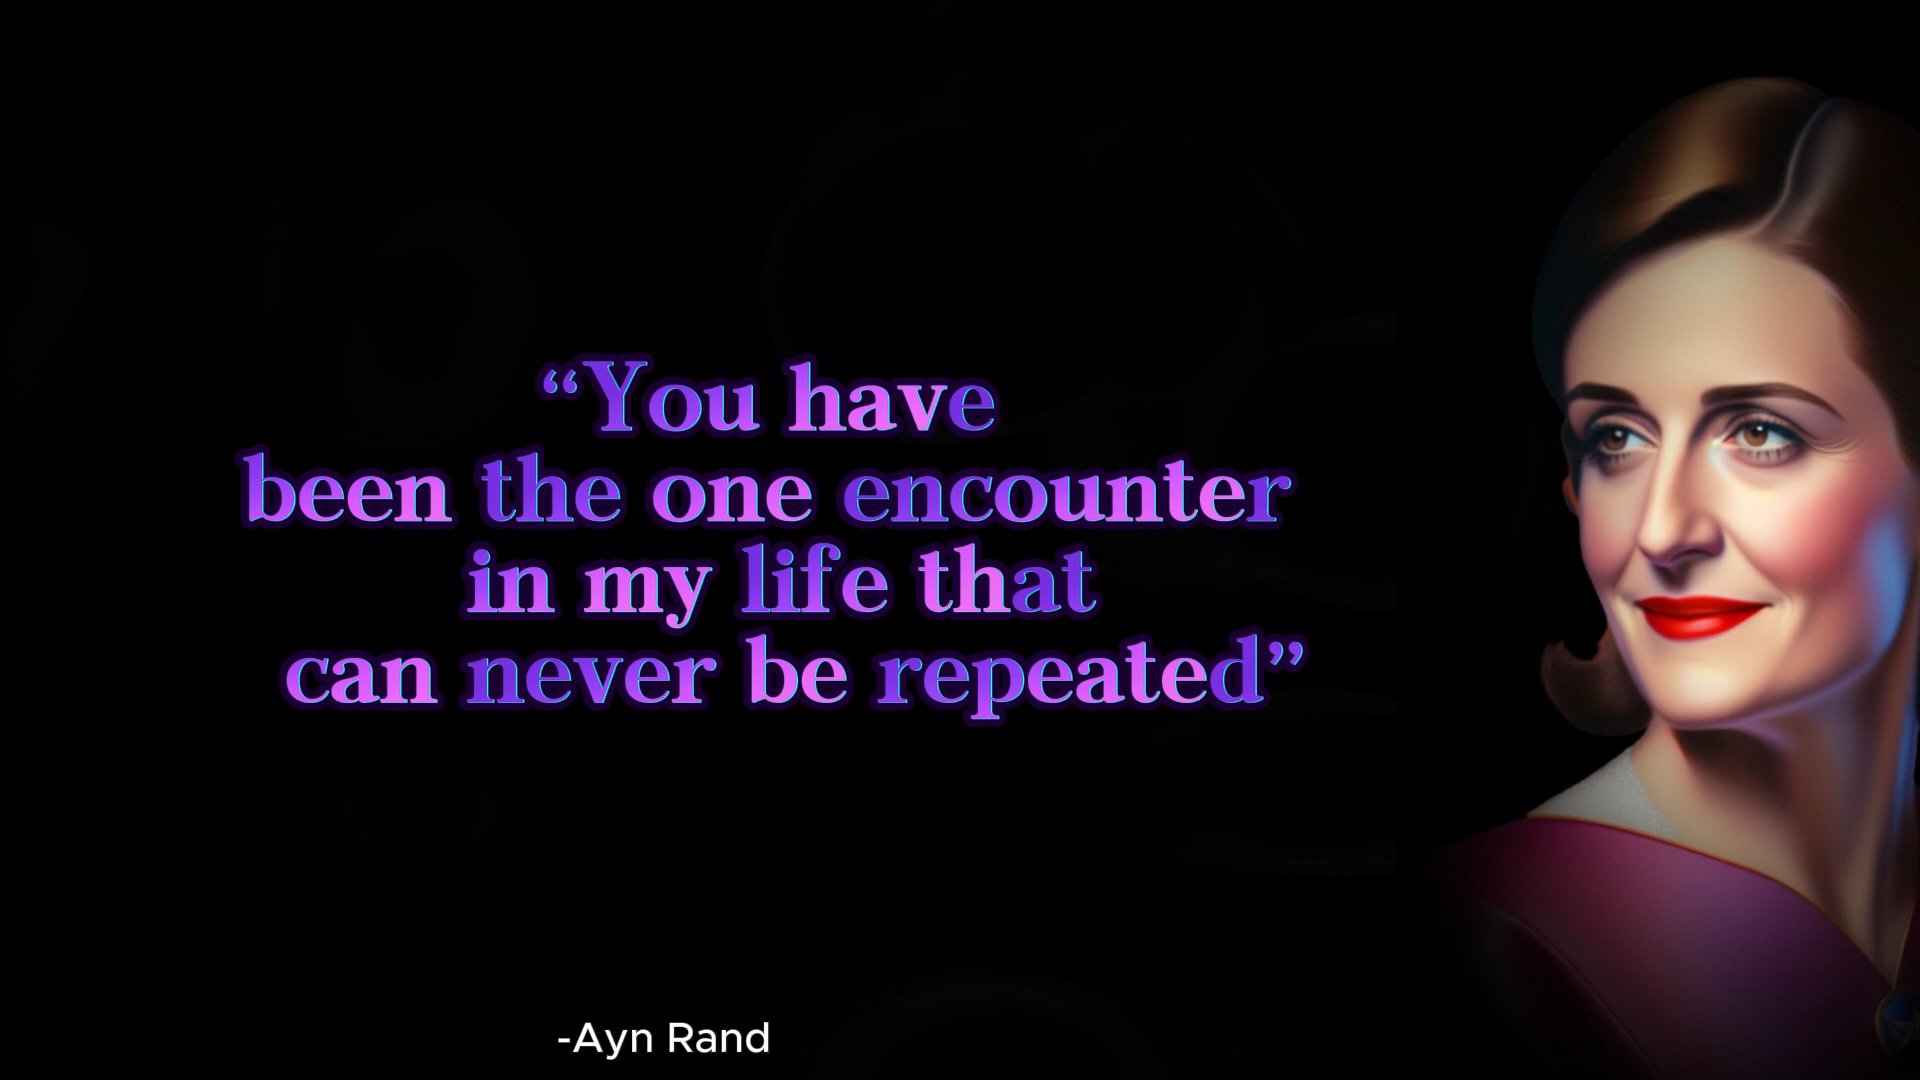 “You have
been the one encounter
in my life that
can never be repeated”
-Ayn Rand